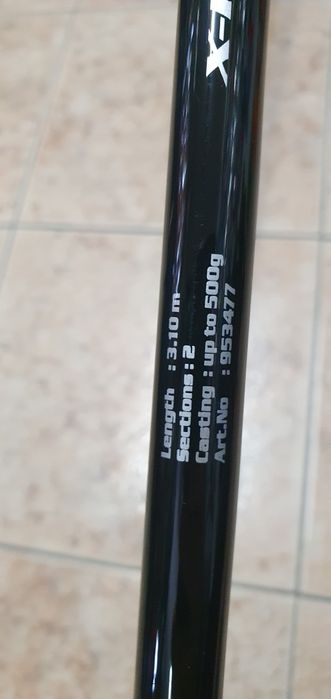 Length : 3.10 m
Sections : 2
Casting : up to 500g
Art.No : 953477